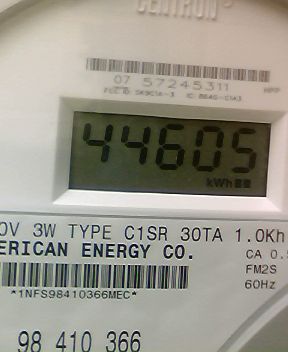 CENTRON
07 57245311
44605
kWh
0V 3W TYPE C1SR 30TA 1.0Kh
ERICAN ENERGY CO.
CA 0.
FM2S
*1NFS98410366MEC*
60Hz
98 410 366